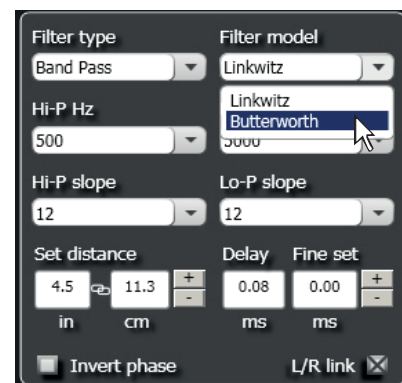 Filter type Filter model
Band Pass Linkwitz
Linkwitz
Hi-P Hz
Butterworth
500 5000
Hi-P slope Lo-P slope
12 12
Set distance Delay Fine set
4.5 11.3 + - 0.08 0.00 + -
in cm ms ms
Invert phase L/R link